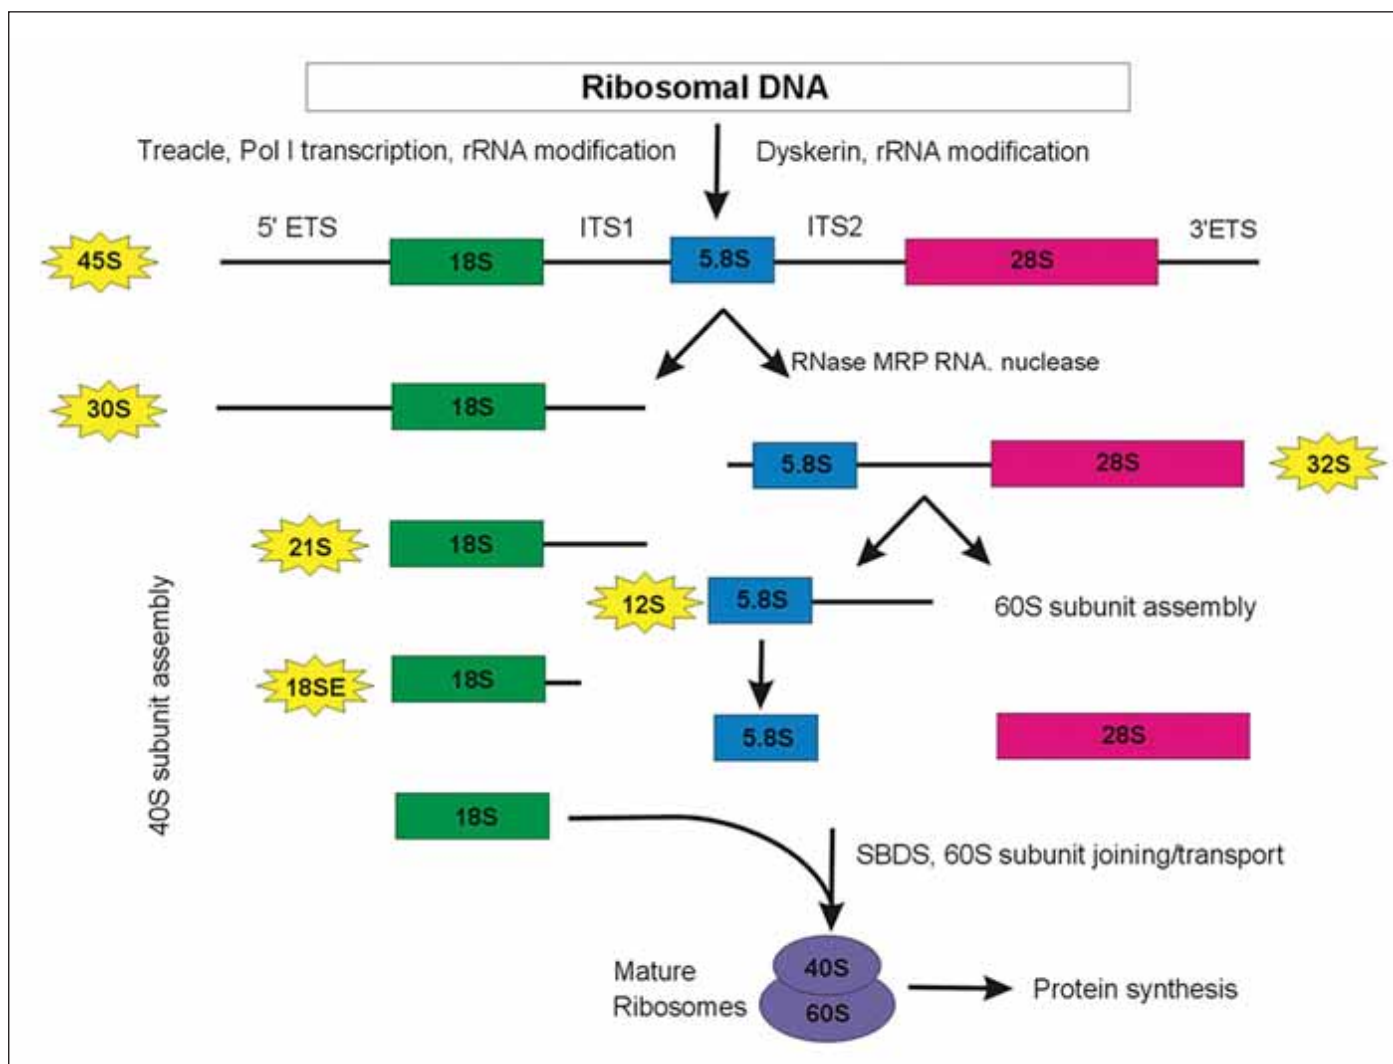 Ribosomal DNA
Treacle, Pol I transcription, rRNA modification
Dyskerin, rRNA modification
5' ETS
ITS1
ITS2
3'ETS
45S
18S
5.8S
28S
RNase MRP RNA. nuclease
30S
18S
5.8S
28S
32S
21S
18S
12S
5.8S
60S subunit assembly
40S subunit assembly
18SE
18S
5.8S
28S
18S
SBDS, 60S subunit joining/transport
Mature
Ribosomes
40S
60S
Protein synthesis